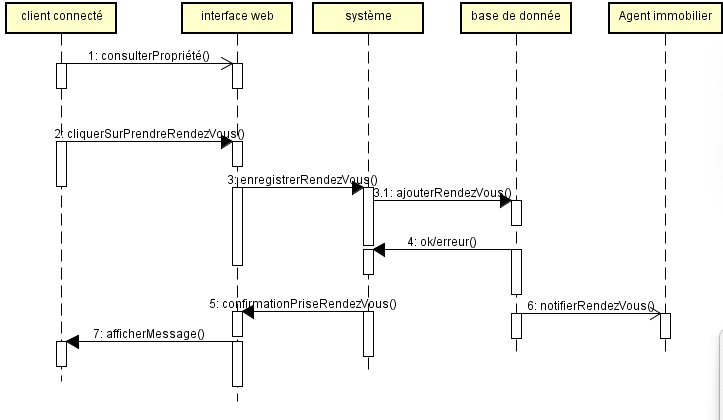 client connecté
interface web
système
base de donnée
Agent immobilier
1: consulterPropriété()
2: cliquerSurPrendreRendezVous()
3: enregistrerRendezVous()
3.1: ajouterRendezVous()
4: ok/erreur()
5: confirmationPriseRendezVous()
6: notifierRendezVous()
7: afficherMessage()